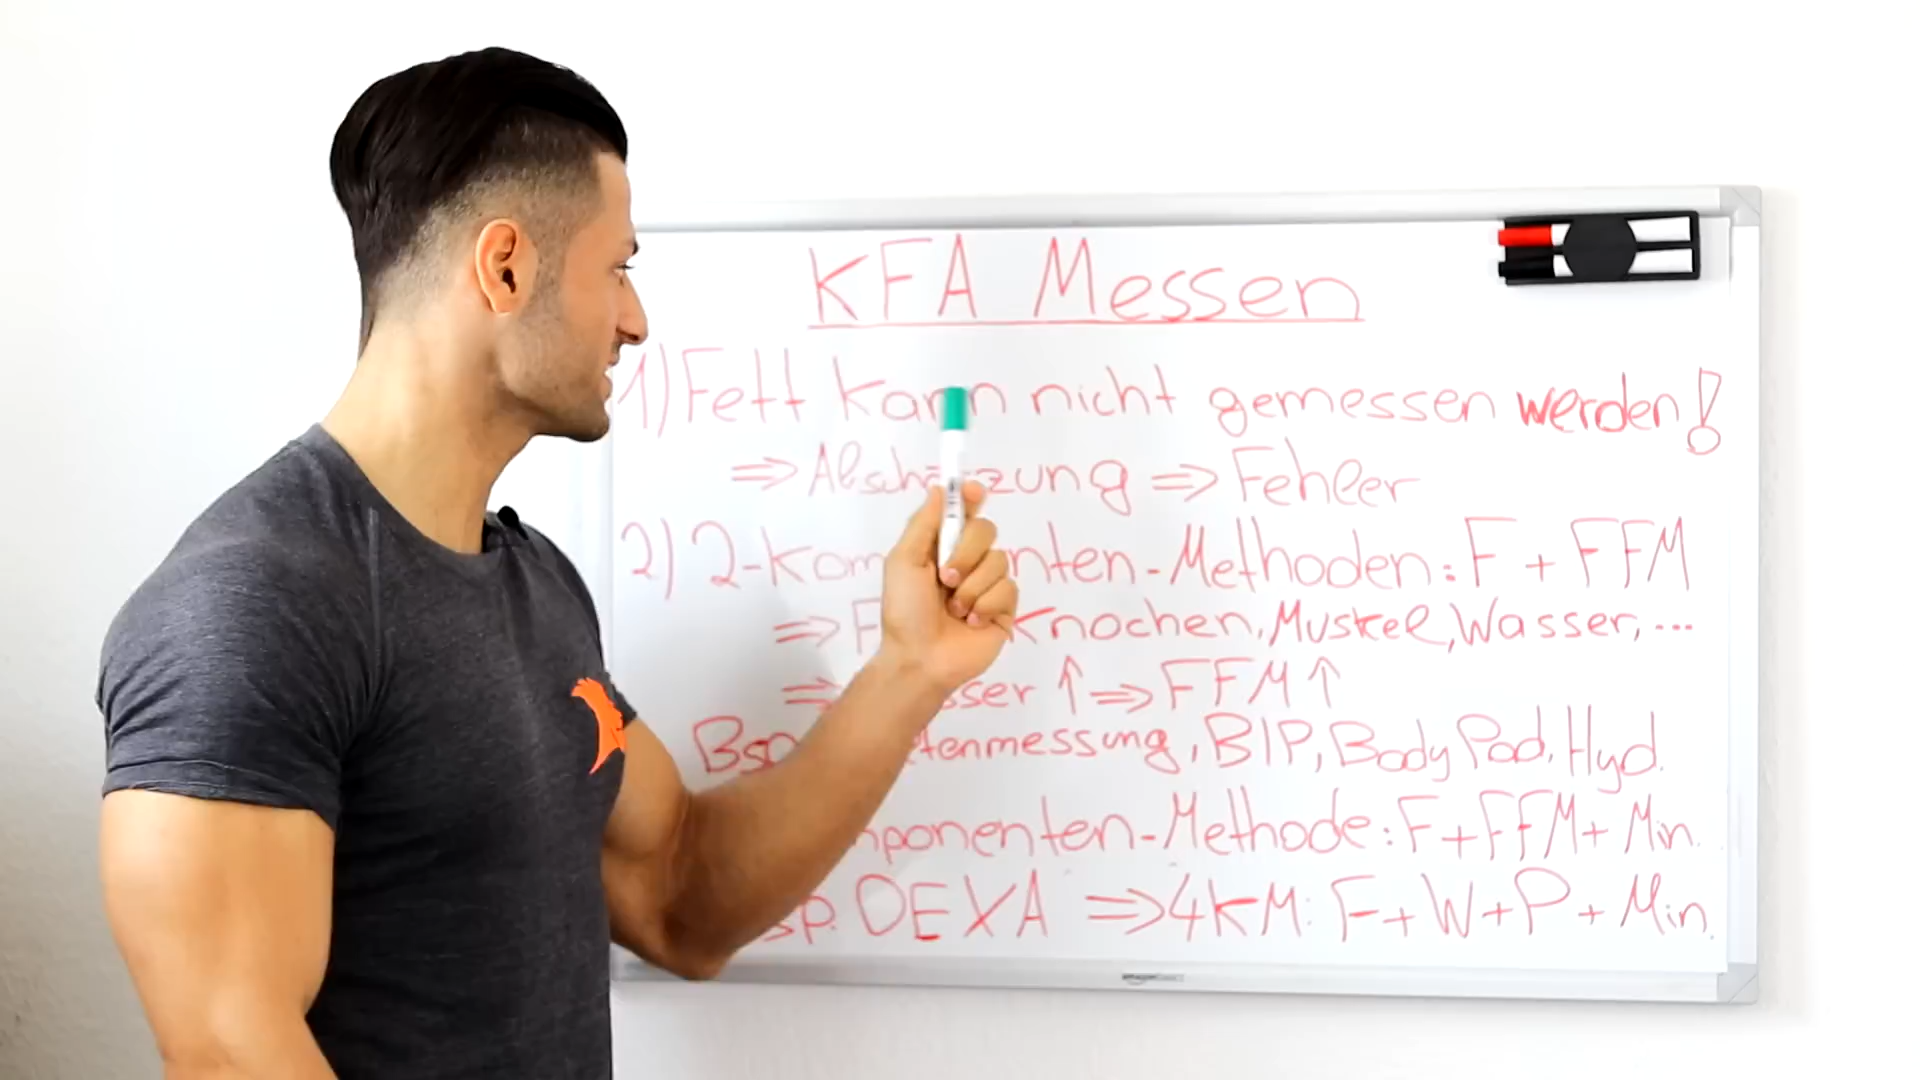 KFA Messen
1) Fett kann nicht gemessen werden!
⇒ Abschätzung ⇒ Fehler
2) 2-Kom nten-Methoden: F + FFM
⇒ F Knochen, Muskel, Wasser, ...
⇒ sser ↑ ⇒ FFM ↑
Bsp tenmessung, BIP, Body Pod, Hyd.
mponenten-Methode: F + FFM + Min.
sp. DEXA ⇒ 4KM: F + W + P + Min.